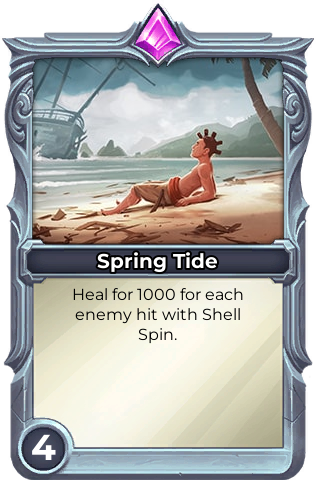 Spring Tide
Heal for 1000 for each
enemy hit with Shell
Spin.
4